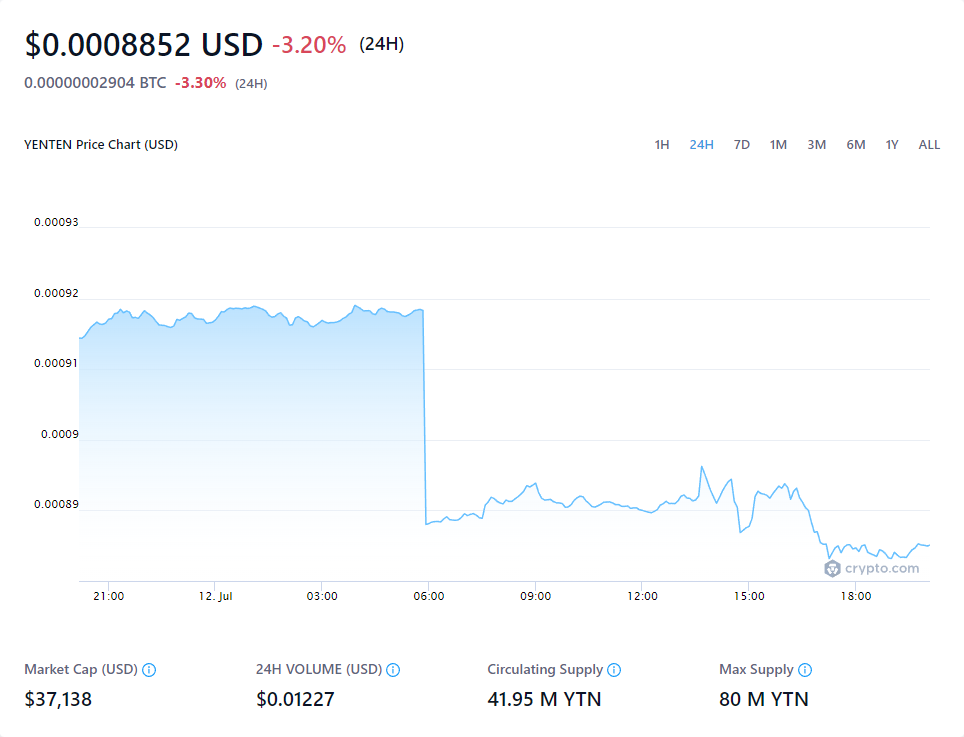 $0.0008852 USD -3.20% (24H)
0.00000002904 BTC -3.30% (24H)
YENTEN Price Chart (USD) 1H 24H 7D 1M 3M 6M 1Y ALL
0.00093
0.00092
0.00091
0.0009
0.00089
crypto.com
21:00 12. Jul 03:00 06:00 09:00 12:00 15:00 18:00
Market Cap (USD) 24H VOLUME (USD) Circulating Supply Max Supply
$37,138 $0.01227 41.95 M YTN 80 M YTN